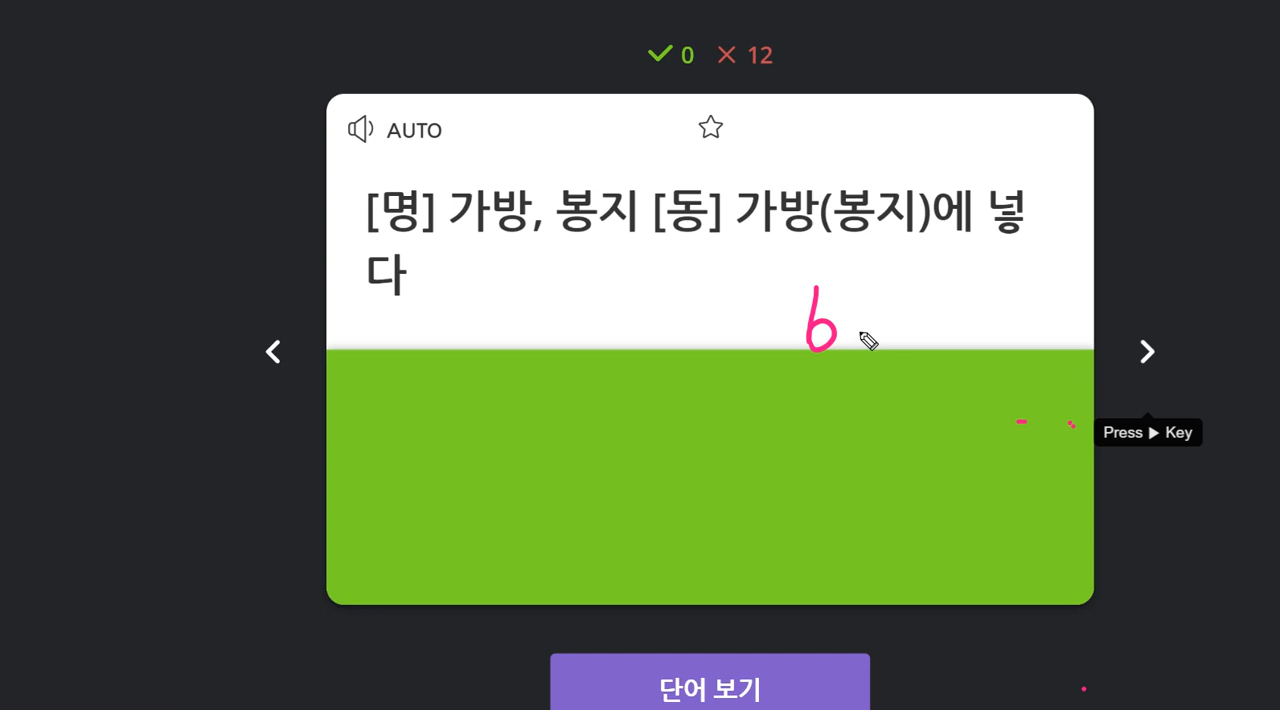 0 12
AUTO
[명] 가방, 봉지 [동] 가방(봉지)에 넣
다
b
Press Key
단어 보기